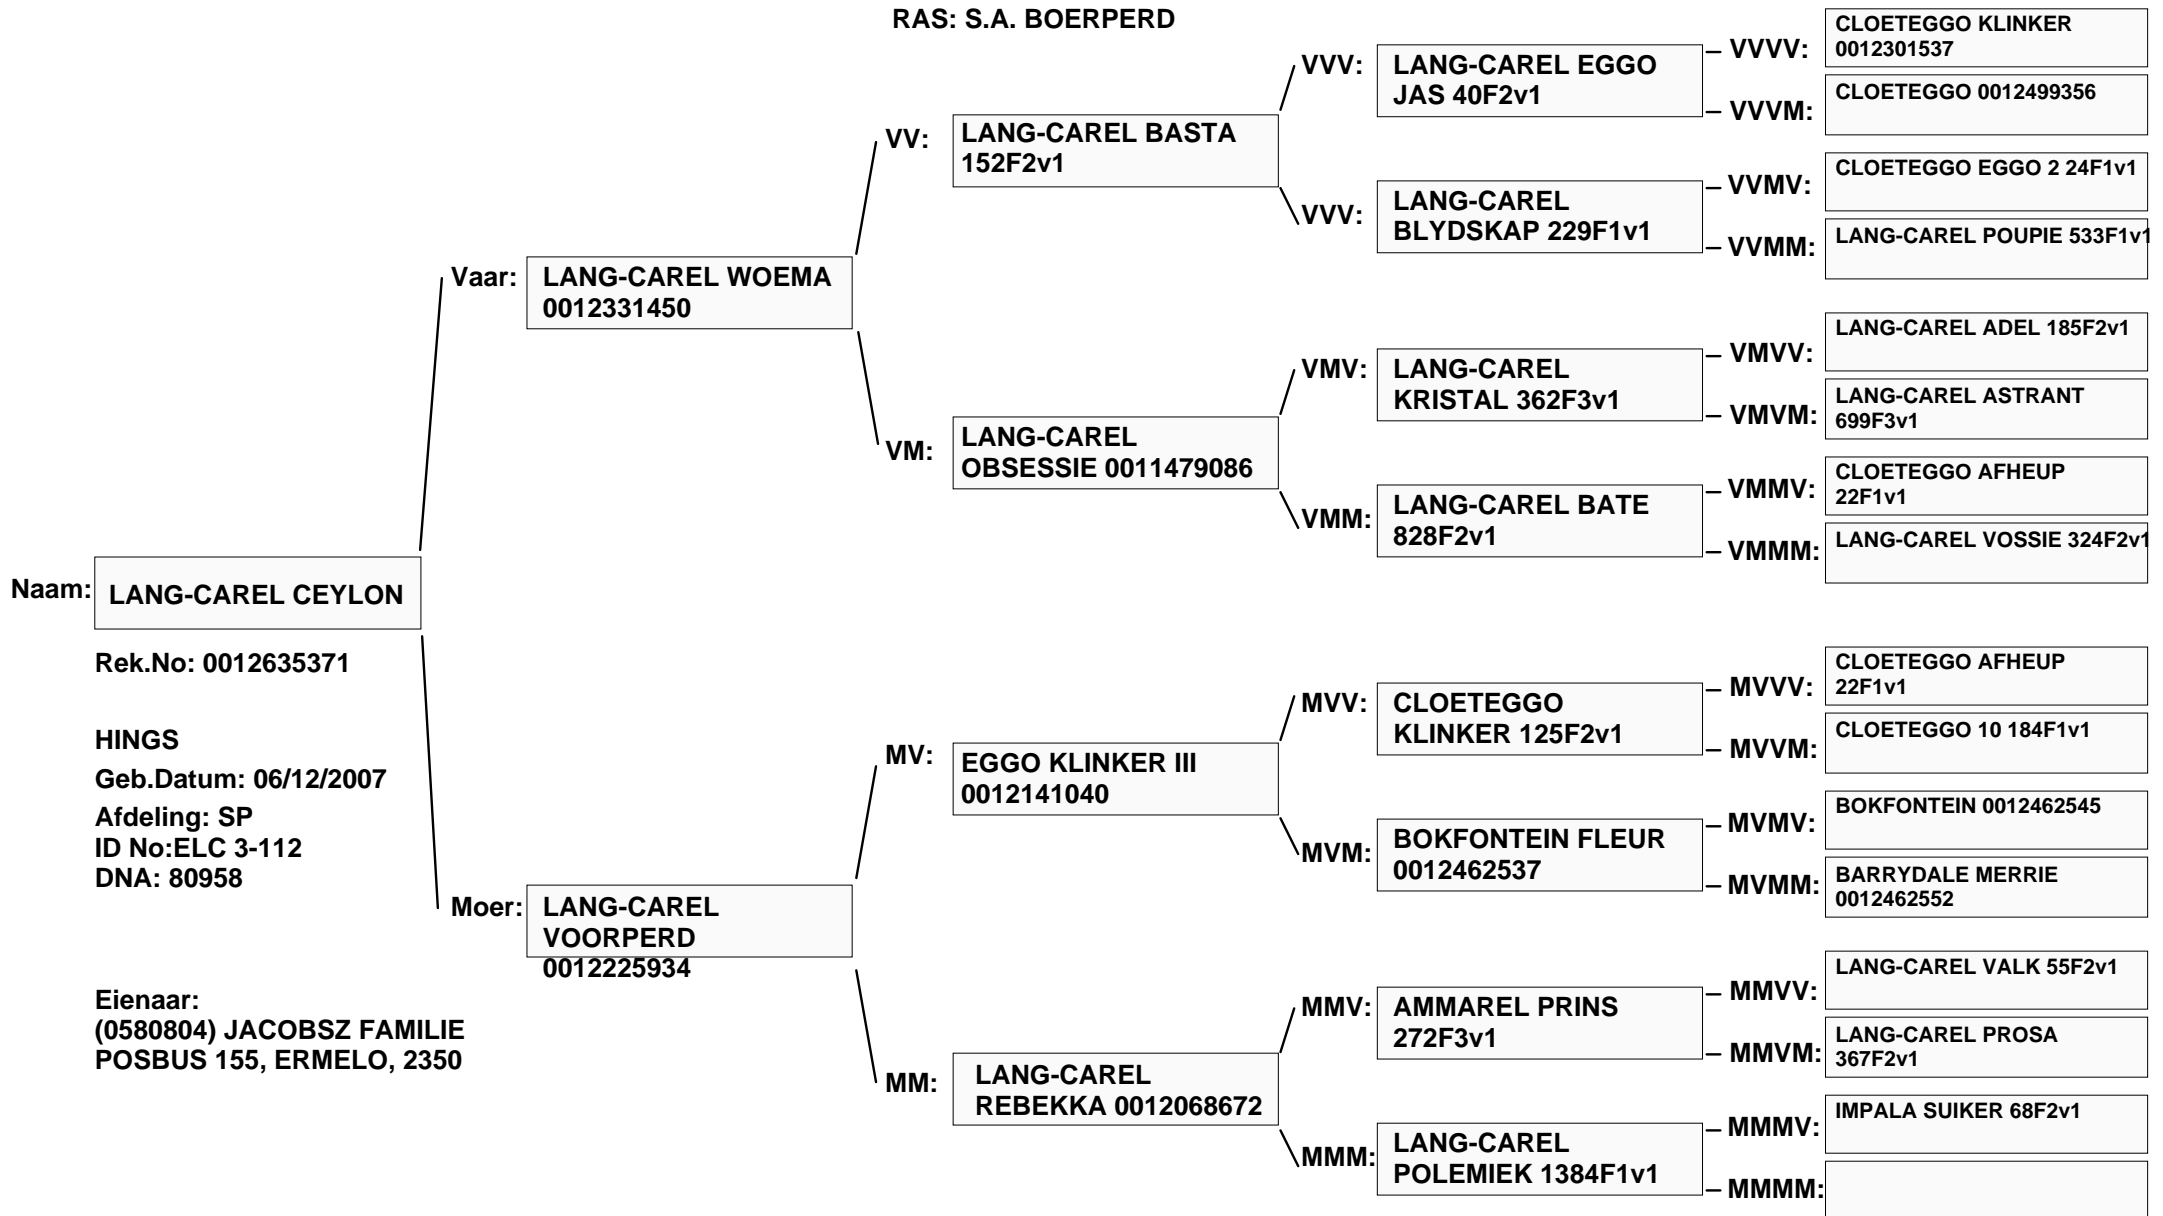 RAS: S.A. BOERPERD
Naam:
LANG-CAREL CEYLON
Rek.No: 0012635371
HINGS
Geb.Datum: 06/12/2007
Afdeling: SP
ID No:ELC 3-112
DNA: 80958
Eienaar:
(0580804) JACOBSZ FAMILIE
POSBUS 155, ERMELO, 2350
Vaar:
LANG-CAREL WOEMA
0012331450
Moer:
LANG-CAREL
VOORPERD
0012225934
VV:
LANG-CAREL BASTA
152F2v1
VM:
LANG-CAREL
OBSESSIE 0011479086
MV:
EGGO KLINKER III
0012141040
MM:
LANG-CAREL
REBEKKA 0012068672
VVV:
LANG-CAREL EGGO
JAS 40F2v1
VVV:
LANG-CAREL
BLYDSKAP 229F1v1
VMV:
LANG-CAREL
KRISTAL 362F3v1
VMM:
LANG-CAREL BATE
828F2v1
MVV:
CLOETEGGO
KLINKER 125F2v1
MVM:
BOKFONTEIN FLEUR
0012462537
MMV:
AMMAREL PRINS
272F3v1
MMM:
LANG-CAREL
POLEMIEK 1384F1v1
– VVVV:
CLOETEGGO KLINKER
0012301537
– VVVM:
CLOETEGGO 0012499356
– VVMV:
CLOETEGGO EGGO 2 24F1v1
– VVMM:
LANG-CAREL POUPIE 533F1v1
– VMVV:
LANG-CAREL ADEL 185F2v1
– VMVM:
LANG-CAREL ASTRANT
699F3v1
– VMMV:
CLOETEGGO AFHEUP
22F1v1
– VMMM:
LANG-CAREL VOSSIE 324F2v1
– MVVV:
CLOETEGGO AFHEUP
22F1v1
– MVVM:
CLOETEGGO 10 184F1v1
– MVMV:
BOKFONTEIN 0012462545
– MVMM:
BARRYDALE MERRIE
0012462552
– MMVV:
LANG-CAREL VALK 55F2v1
– MMVM:
LANG-CAREL PROSA
367F2v1
– MMMV:
IMPALA SUIKER 68F2v1
– MMMM: